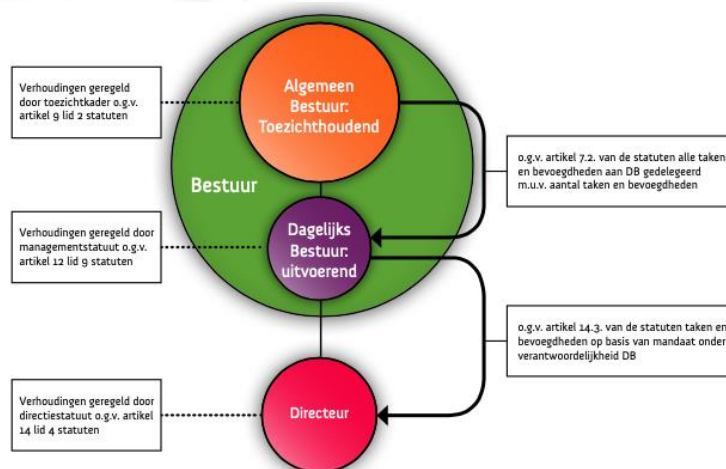 Verhoudingen geregeld
door toezichtkader o.g.v.
artikel 9 lid 2 statuten
Algemeen
Bestuur:
Toezichthoudend
o.g.v. artikel 7.2. van de statuten alle taken
en bevoegdheden aan DB gedelegeerd
m.u.v. aantal taken en bevoegdheden
Bestuur
Verhoudingen geregeld door
managementstatuut o.g.v.
artikel 12 lid 9 statuten
Dagelijks
Bestuur:
uitvoerend
o.g.v. artikel 14.3. van de statuten taken en
bevoegdheden op basis van mandaat onder
verantwoordelijkheid DB
Verhoudingen geregeld door
directiestatuut o.g.v. artikel
14 lid 4 statuten
Directeur